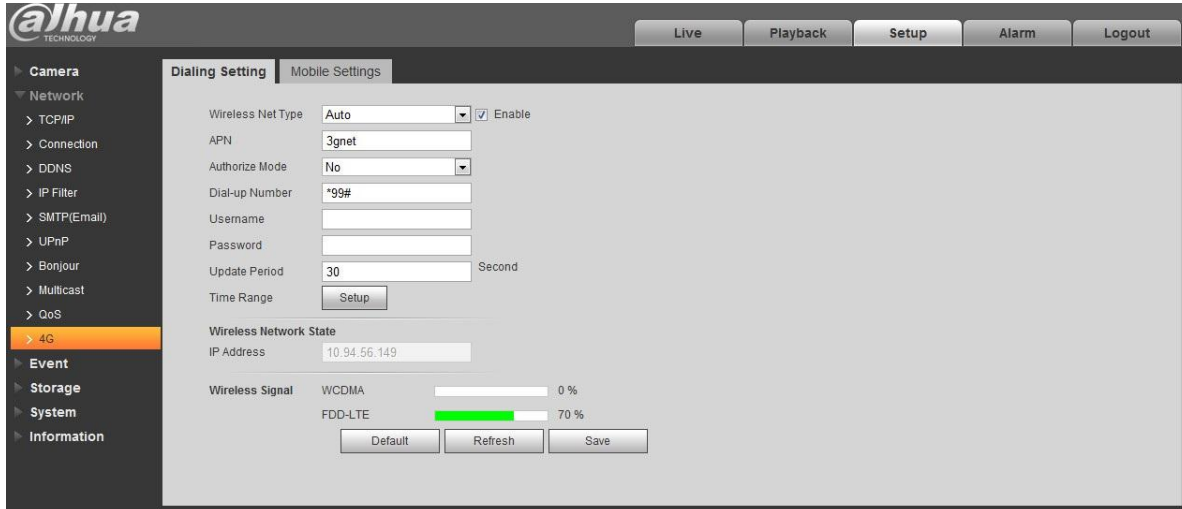 alhua
TECHNOLOGY
Live Playback Setup Alarm Logout
Camera
Network
TCP/IP
Connection
DDNS
IP Filter
SMTP(Email)
UPnP
Bonjour
Multicast
QoS
4G
Event
Storage
System
Information
Dialing Setting Mobile Settings
Wireless Net Type Auto Enable
APN 3gnet
Authorize Mode No
Dial-up Number *99#
Username
Password
Update Period 30 Second
Time Range Setup
Wireless Network State
IP Address 10.94.56.149
Wireless Signal WCDMA 0 %
FDD-LTE 70 %
Default Refresh Save